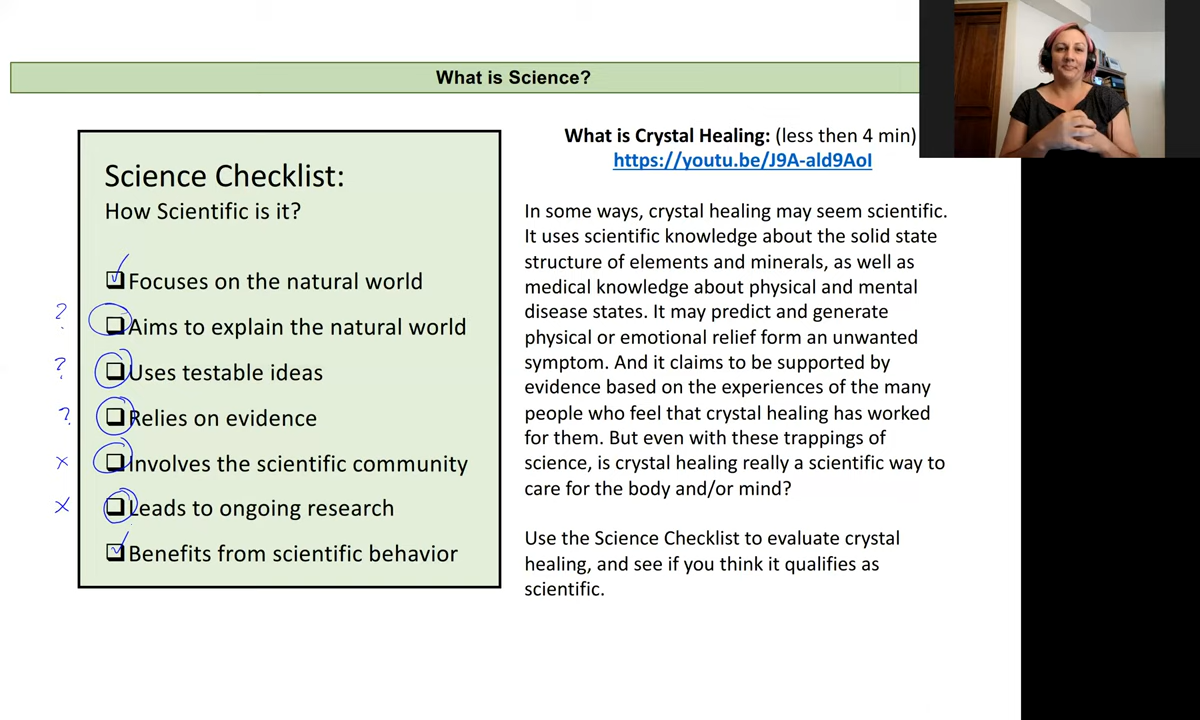 What is Science?
Science Checklist:
How Scientific is it?
✓ Focuses on the natural world
? Aims to explain the natural world
? Uses testable ideas
? Relies on evidence
x Involves the scientific community
x Leads to ongoing research
✓ Benefits from scientific behavior
What is Crystal Healing: (less then 4 min)
https://youtu.be/J9A-ald9AoI
In some ways, crystal healing may seem scientific.
It uses scientific knowledge about the solid state
structure of elements and minerals, as well as
medical knowledge about physical and mental
disease states. It may predict and generate
physical or emotional relief form an unwanted
symptom. And it claims to be supported by
evidence based on the experiences of the many
people who feel that crystal healing has worked
for them. But even with these trappings of
science, is crystal healing really a scientific way to
care for the body and/or mind?
Use the Science Checklist to evaluate crystal
healing, and see if you think it qualifies as
scientific.